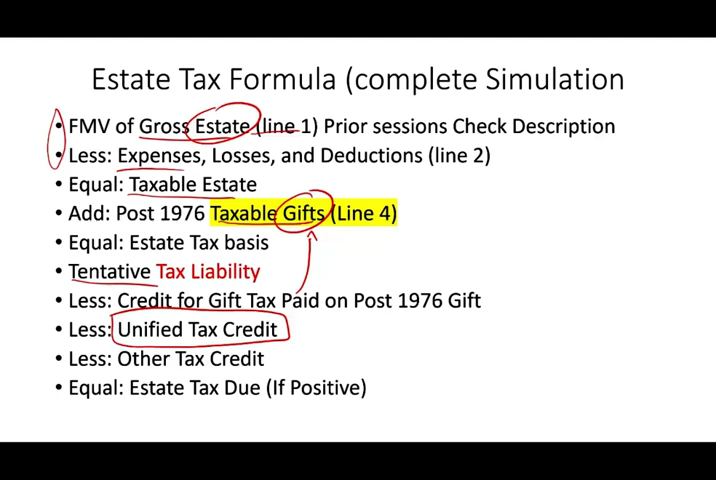 Estate Tax Formula (complete Simulation
• FMV of Gross Estate (line 1) Prior sessions Check Description
• Less: Expenses, Losses, and Deductions (line 2)
• Equal: Taxable Estate
• Add: Post 1976 Taxable Gifts (Line 4)
• Equal: Estate Tax basis
• Tentative Tax Liability
• Less: Credit for Gift Tax Paid on Post 1976 Gift
• Less: Unified Tax Credit
• Less: Other Tax Credit
• Equal: Estate Tax Due (If Positive)